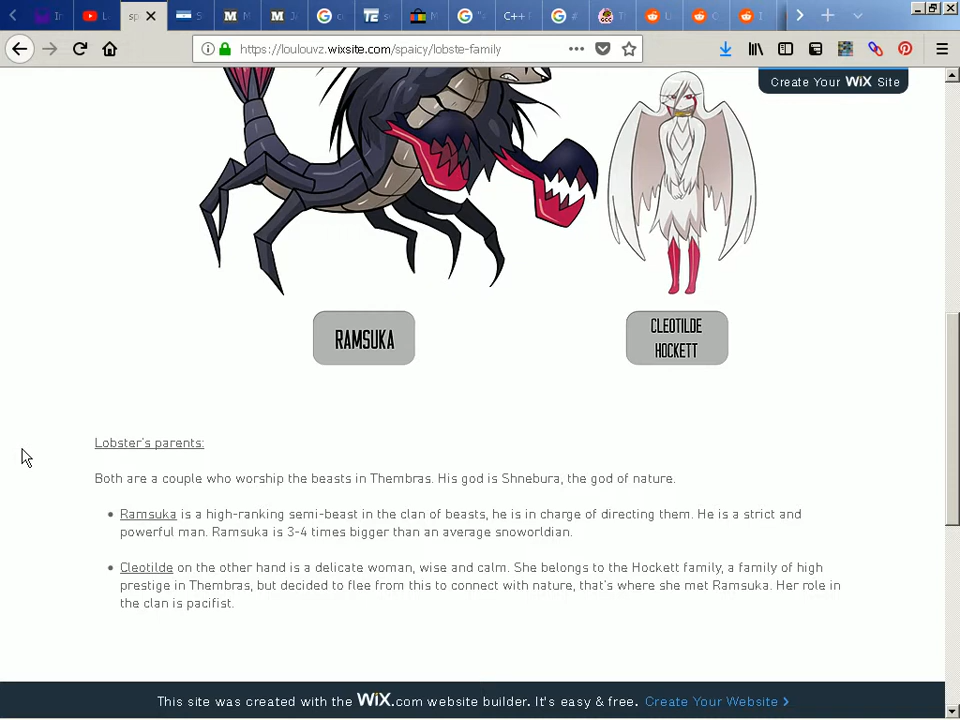 sp
S
M
M
C
C++ F
#
Th
U
C
I
https://loulouvz.wixsite.com/spaicy/lobste-family
Create Your WiX Site
RAMSUKA
CLEOTILDE
HOCKETT
Lobster's parents:
Both are a couple who worship the beasts in Thembras. His god is Shnebura, the god of nature.
Ramsuka is a high-ranking semi-beast in the clan of beasts, he is in charge of directing them. He is a strict and
powerful man. Ramsuka is 3-4 times bigger than an average snoworldian.
Cleotilde on the other hand is a delicate woman, wise and calm. She belongs to the Hockett family, a family of high
prestige in Thembras, but decided to flee from this to connect with nature, that's where she met Ramsuka. Her role in
the clan is pacifist.
This site was created with the WiX.com website builder. It's easy & free. Create Your Website >